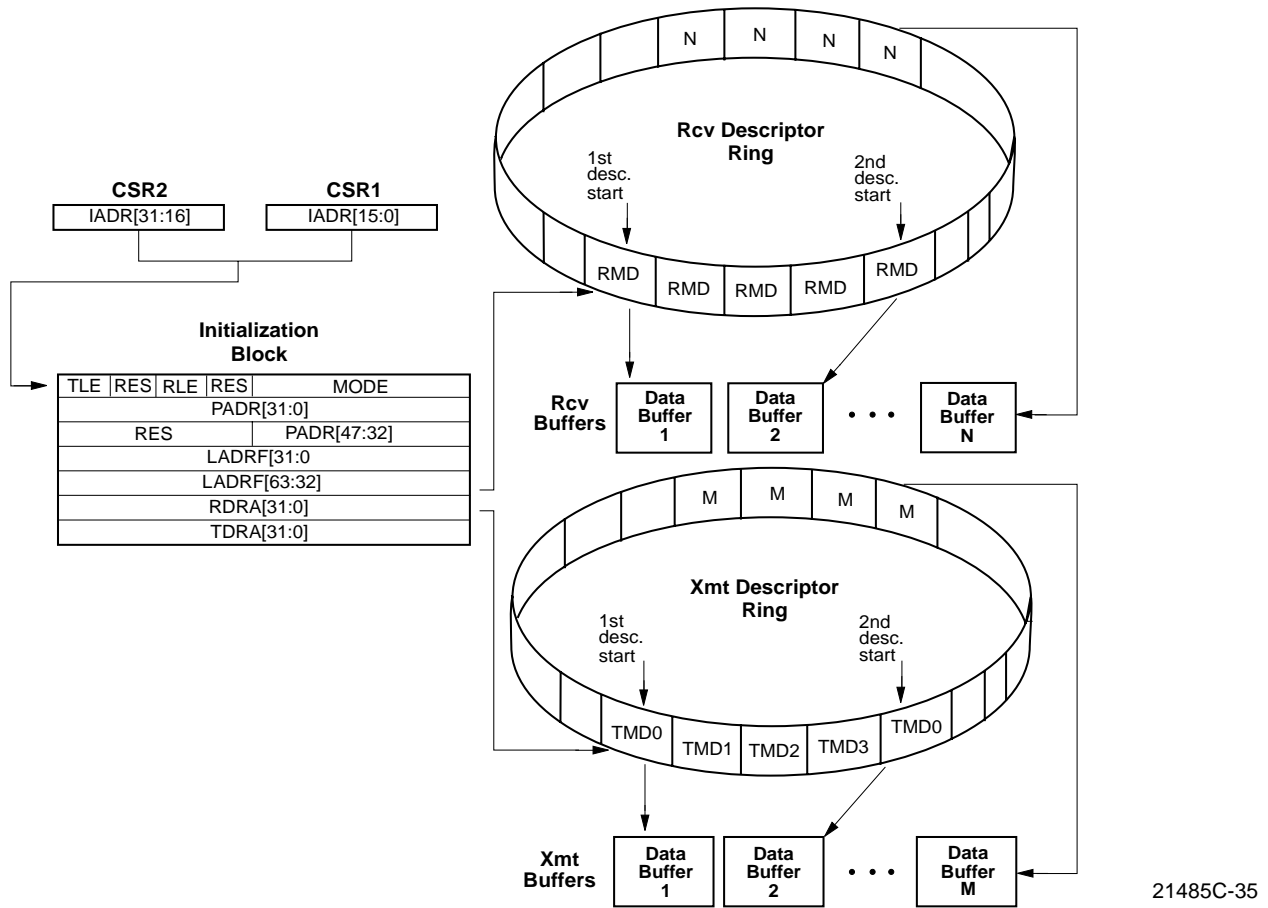 N N N N
Rcv Descriptor
Ring
1st
desc.
start
2nd
desc.
start
CSR2 CSR1
IADR[31:16] IADR[15:0]
RMD RMD RMD RMD RMD
Initialization
Block
TLE RES RLE RES MODE
PADR[31:0]
RES PADR[47:32]
LADRF[31:0
LADRF[63:32]
RDRA[31:0]
TDRA[31:0]
Rcv
Buffers
Data
Buffer
1
Data
Buffer
2
• • •
Data
Buffer
N
M M M M
Xmt Descriptor
Ring
1st
desc.
start
2nd
desc.
start
TMD0 TMD1 TMD2 TMD3 TMD0
Xmt
Buffers
Data
Buffer
1
Data
Buffer
2
• • •
Data
Buffer
M
21485C-35